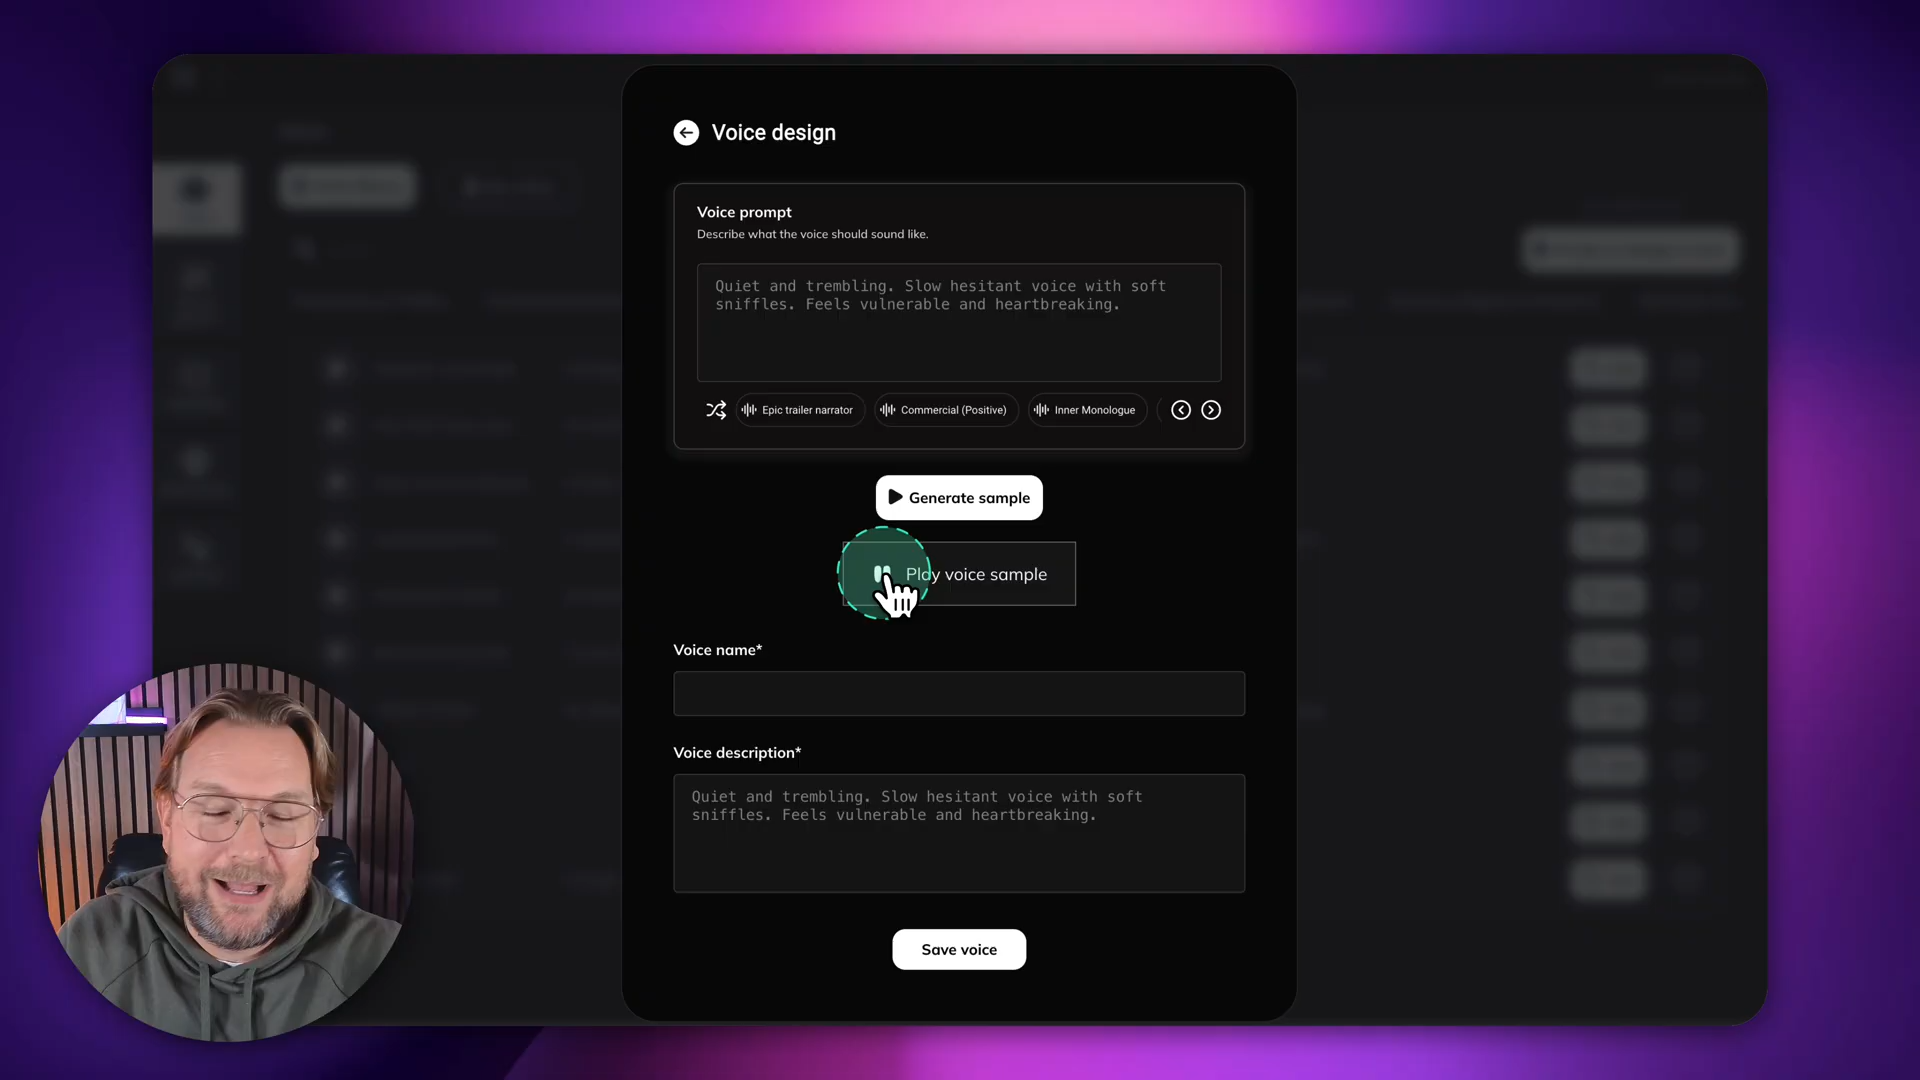 Voice design
Voice prompt
Describe what the voice should sound like.
Quiet and trembling. Slow hesitant voice with soft
sniffles. Feels vulnerable and heartbreaking.
Epic trailer narrator
Commercial (Positive)
Inner Monologue
Generate sample
Play voice sample
Voice name*
Voice description*
Quiet and trembling. Slow hesitant voice with soft
sniffles. Feels vulnerable and heartbreaking.
Save voice